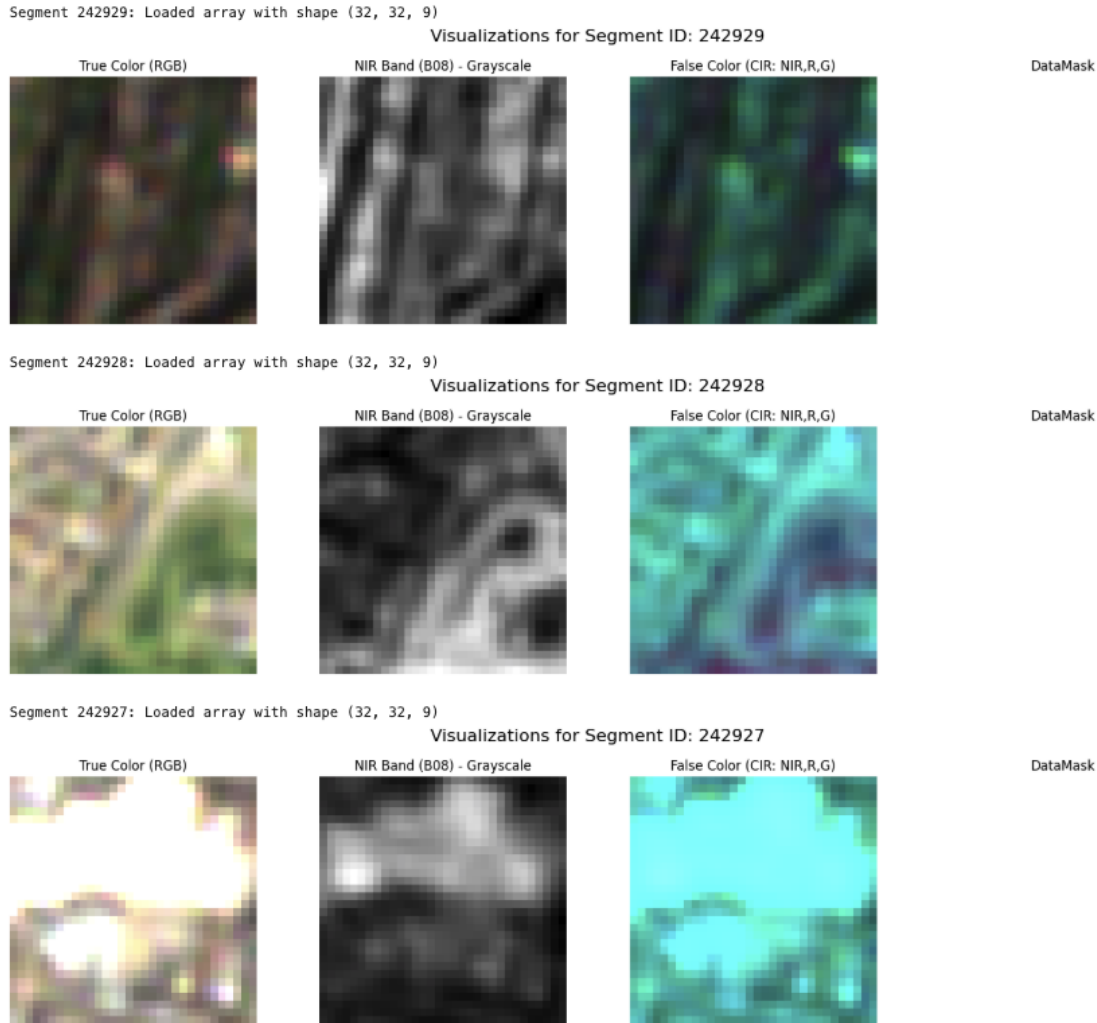 Segment 242929: Loaded array with shape (32, 32, 9)
Visualizations for Segment ID: 242929
True Color (RGB) NIR Band (B08) - Grayscale False Color (CIR: NIR,R,G) DataMask
Segment 242928: Loaded array with shape (32, 32, 9)
Visualizations for Segment ID: 242928
True Color (RGB) NIR Band (B08) - Grayscale False Color (CIR: NIR,R,G) DataMask
Segment 242927: Loaded array with shape (32, 32, 9)
Visualizations for Segment ID: 242927
True Color (RGB) NIR Band (B08) - Grayscale False Color (CIR: NIR,R,G) DataMask